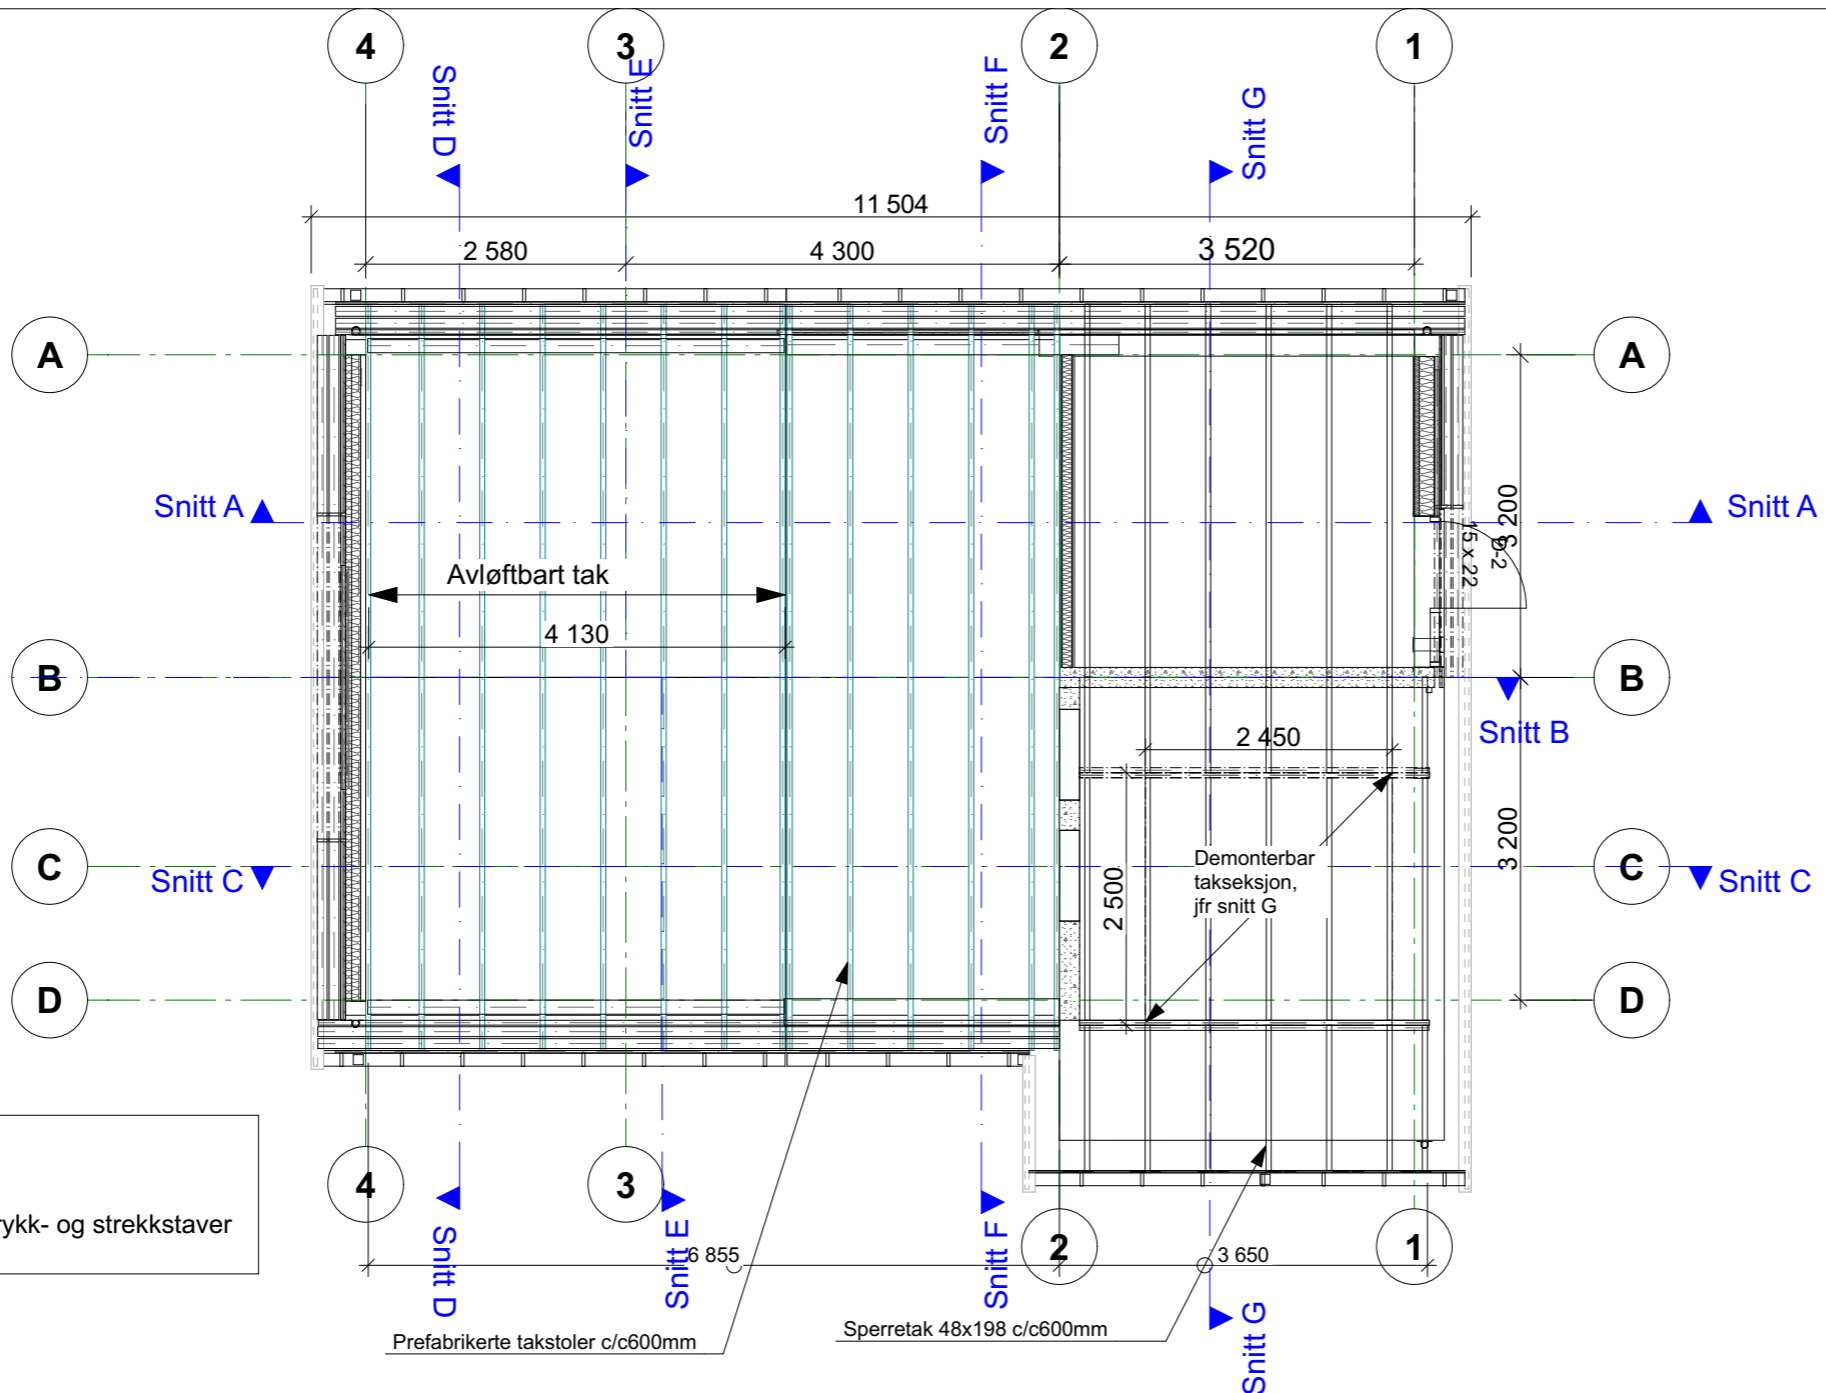 4
3
2
1
Snitt D
Snitt E
Snitt F
Snitt G
11 504
2 580
4 300
3 520
A
A
Snitt A
Snitt A
3 200
15 x 22
D-2
Avløftbart tak
4 130
B
B
Snitt B
2 450
3 200
Demonterbar
takseksjon,
jfr snitt G
2 500
C
C
Snitt C
Snitt C
D
D
4
3
2
1
rykk- og strekkstaver
Snitt D
Snitt E
Snitt F
Snitt G
6 855
3 650
Prefabrikerte takstoler c/c600mm
Sperretak 48x198 c/c600mm